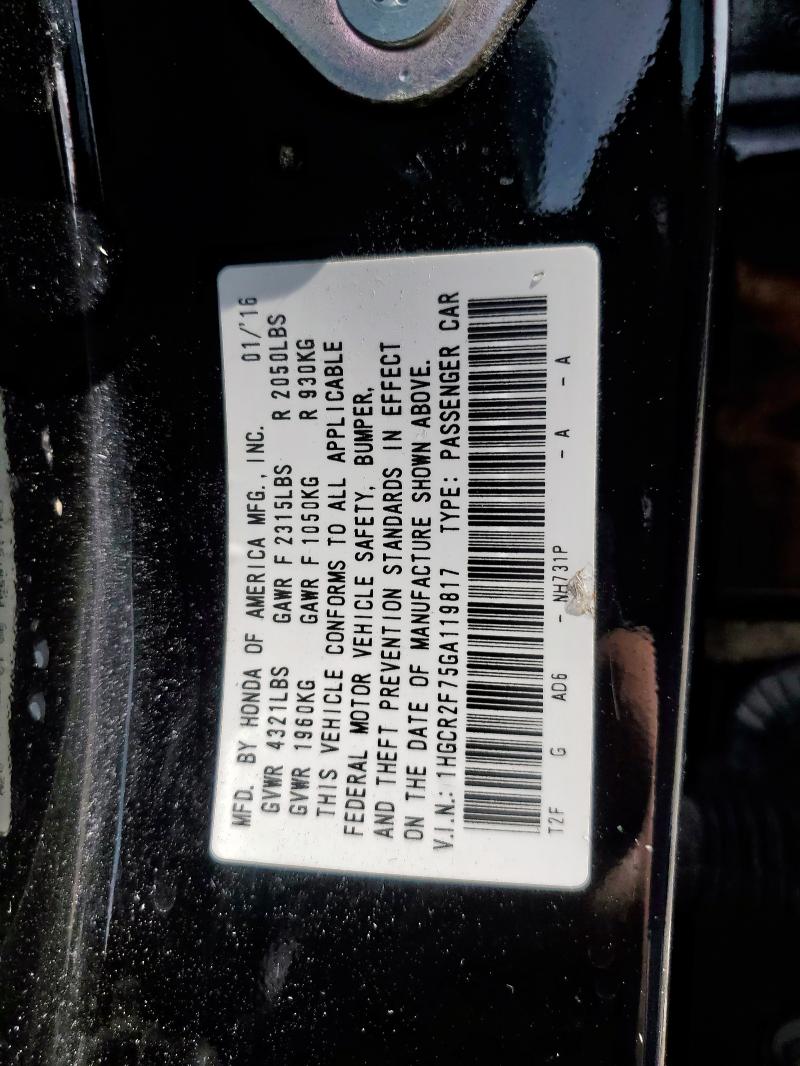 MFD. BY HONDA OF AMERICA MFG., INC. 01/'16
GVWR 4321LBS GAWR F 2315LBS R 2050LBS
GVWR 1960KG GAWR F 1050KG R 930KG
THIS VEHICLE CONFORMS TO ALL APPLICABLE
FEDERAL MOTOR VEHICLE SAFETY, BUMPER,
AND THEFT PREVENTION STANDARDS IN EFFECT
ON THE DATE OF MANUFACTURE SHOWN ABOVE.
V.I.N.: 1HGCR2F75GA119817 TYPE: PASSENGER CAR
T2F G AD6 - NH731P - A - A